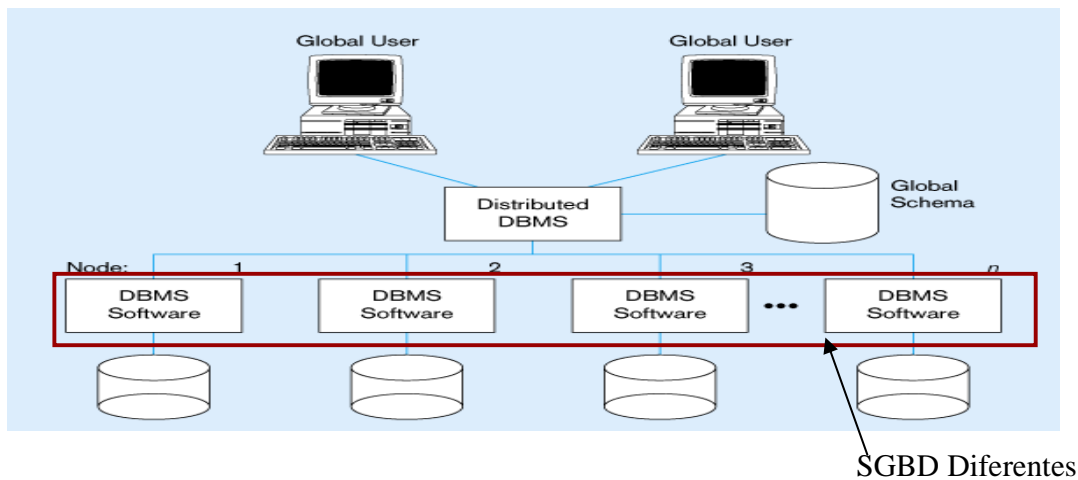 Global User
Global User
Distributed
DBMS
Global
Schema
Node:
1
2
3
n
DBMS
Software
DBMS
Software
DBMS
Software
•••
DBMS
Software
SGBD Diferentes